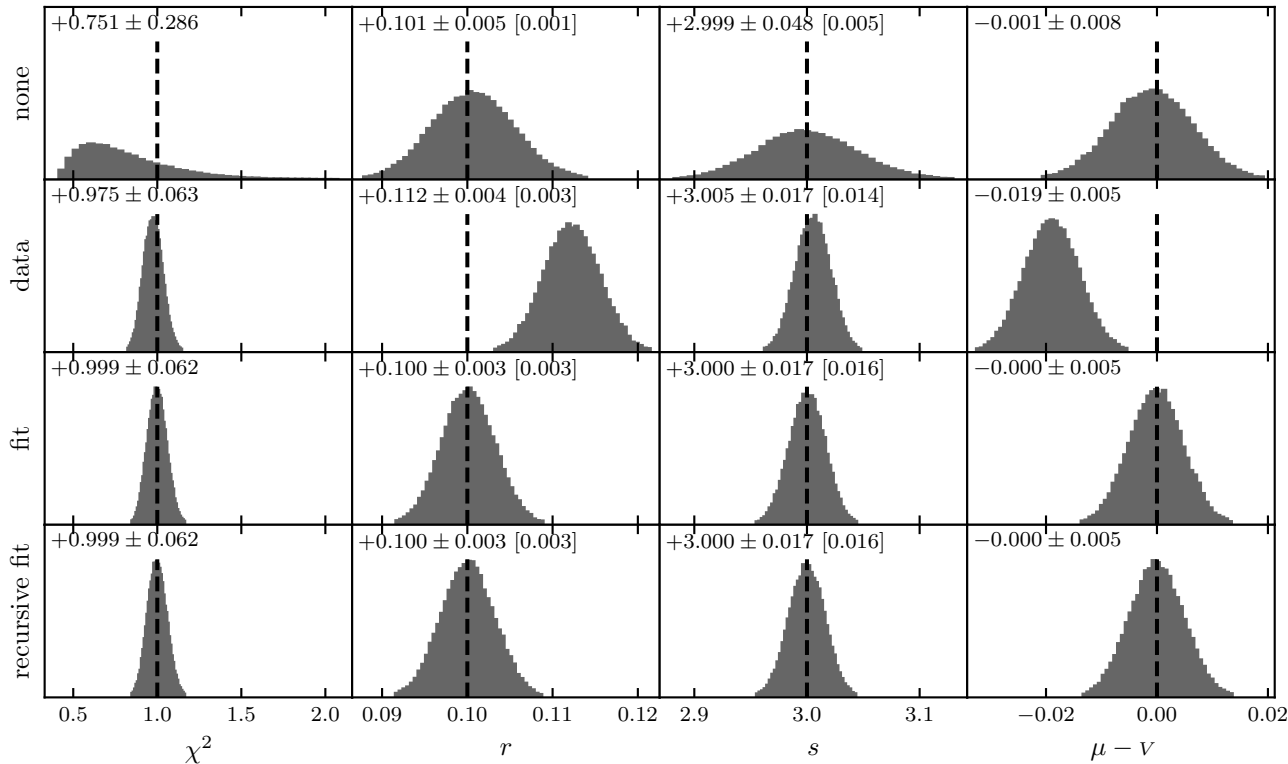 +0.751 ± 0.286
+0.101 ± 0.005 [0.001]
+2.999 ± 0.048 [0.005]
−0.001 ± 0.008
none
+0.975 ± 0.063
+0.112 ± 0.004 [0.003]
+3.005 ± 0.017 [0.014]
−0.019 ± 0.005
data
+0.999 ± 0.062
+0.100 ± 0.003 [0.003]
+3.000 ± 0.017 [0.016]
−0.000 ± 0.005
fit
+0.999 ± 0.062
+0.100 ± 0.003 [0.003]
+3.000 ± 0.017 [0.016]
−0.000 ± 0.005
recursive fit
0.5 1.0 1.5 2.0
0.09 0.10 0.11 0.12
2.9 3.0 3.1
−0.02 0.00 0.02
χ²
r
s
μ − V